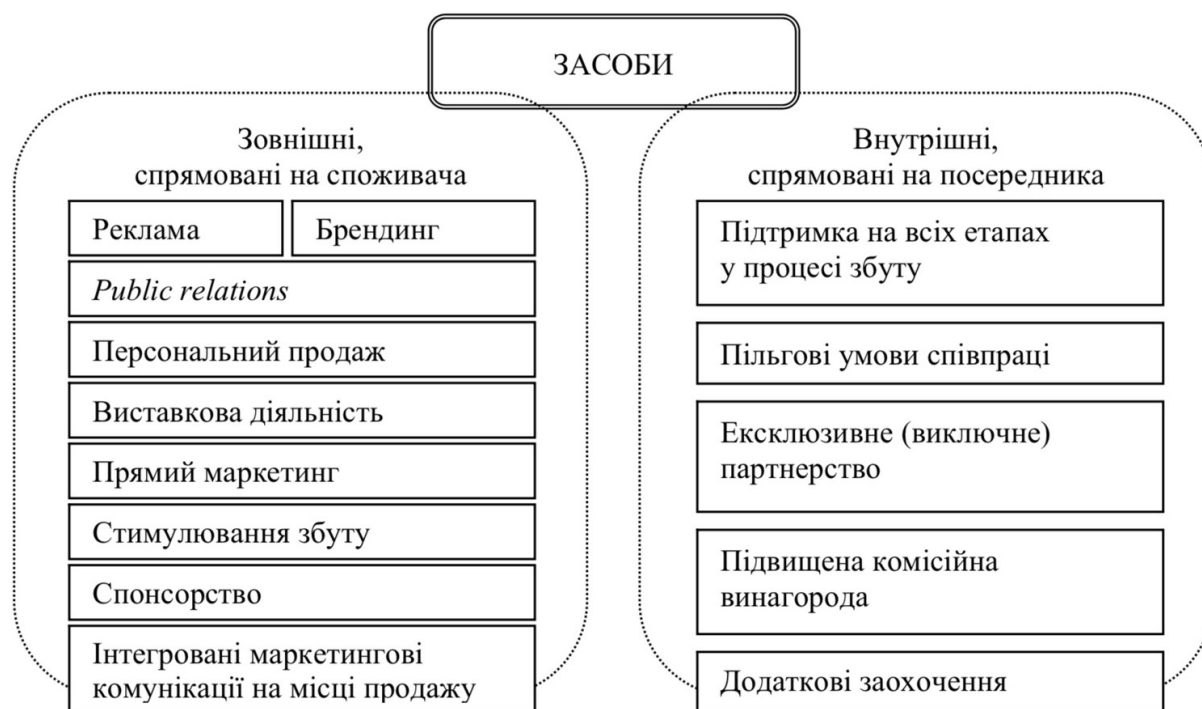 ЗАСОБИ
Зовнішні,
спрямовані на споживача
Реклама
Брендинг
Public relations
Персональний продаж
Виставкова діяльність
Прямий маркетинг
Стимулювання збуту
Спонсорство
Інтегровані маркетингові
комунікації на місці продажу
Внутрішні,
спрямовані на посередника
Підтримка на всіх етапах
у процесі збуту
Пільгові умови співпраці
Ексклюзивне (виключне)
партнерство
Підвищена комісійна
винагорода
Додаткові заохочення